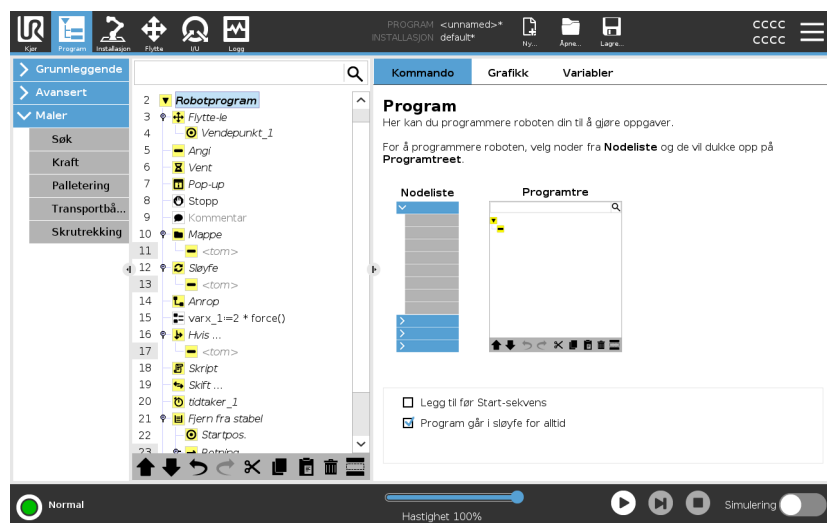 PROGRAM <unnamed>*
INSTALLASJON default*
CCCC
CCCC
Kjør
Program
Installasjon
Flytte
I/U
Logg
Ny...
Åpne...
Lagre...
Grunnleggende
Avansert
Maler
Søk
Kraft
Palletering
Transportbå...
Skrutrekking
2 Robotprogram
3 Flytte-le
4 Vendepunkt_1
5 Angi
6 Vent
7 Pop-up
8 Stopp
9 Kommentar
10 Mappe
11 <tom>
12 Sløyfe
13 <tom>
14 Anrop
15 varx_1:=2 * force()
16 Hvis ...
17 <tom>
18 Skript
19 Skift ...
20 tidtaker_1
21 Fjern fra stabel
22 Startpos.
23 Retning
Kommando
Grafikk
Variabler
Program
Her kan du programmere roboten din til å gjøre oppgaver.
For å programmere roboten, velg noder fra Nodeliste og de vil dukke opp på
Programtreet.
Nodeliste
Programtre
Legg til før Start-sekvens
Program går i sløyfe for alltid
Normal
Hastighet 100%
Simulering